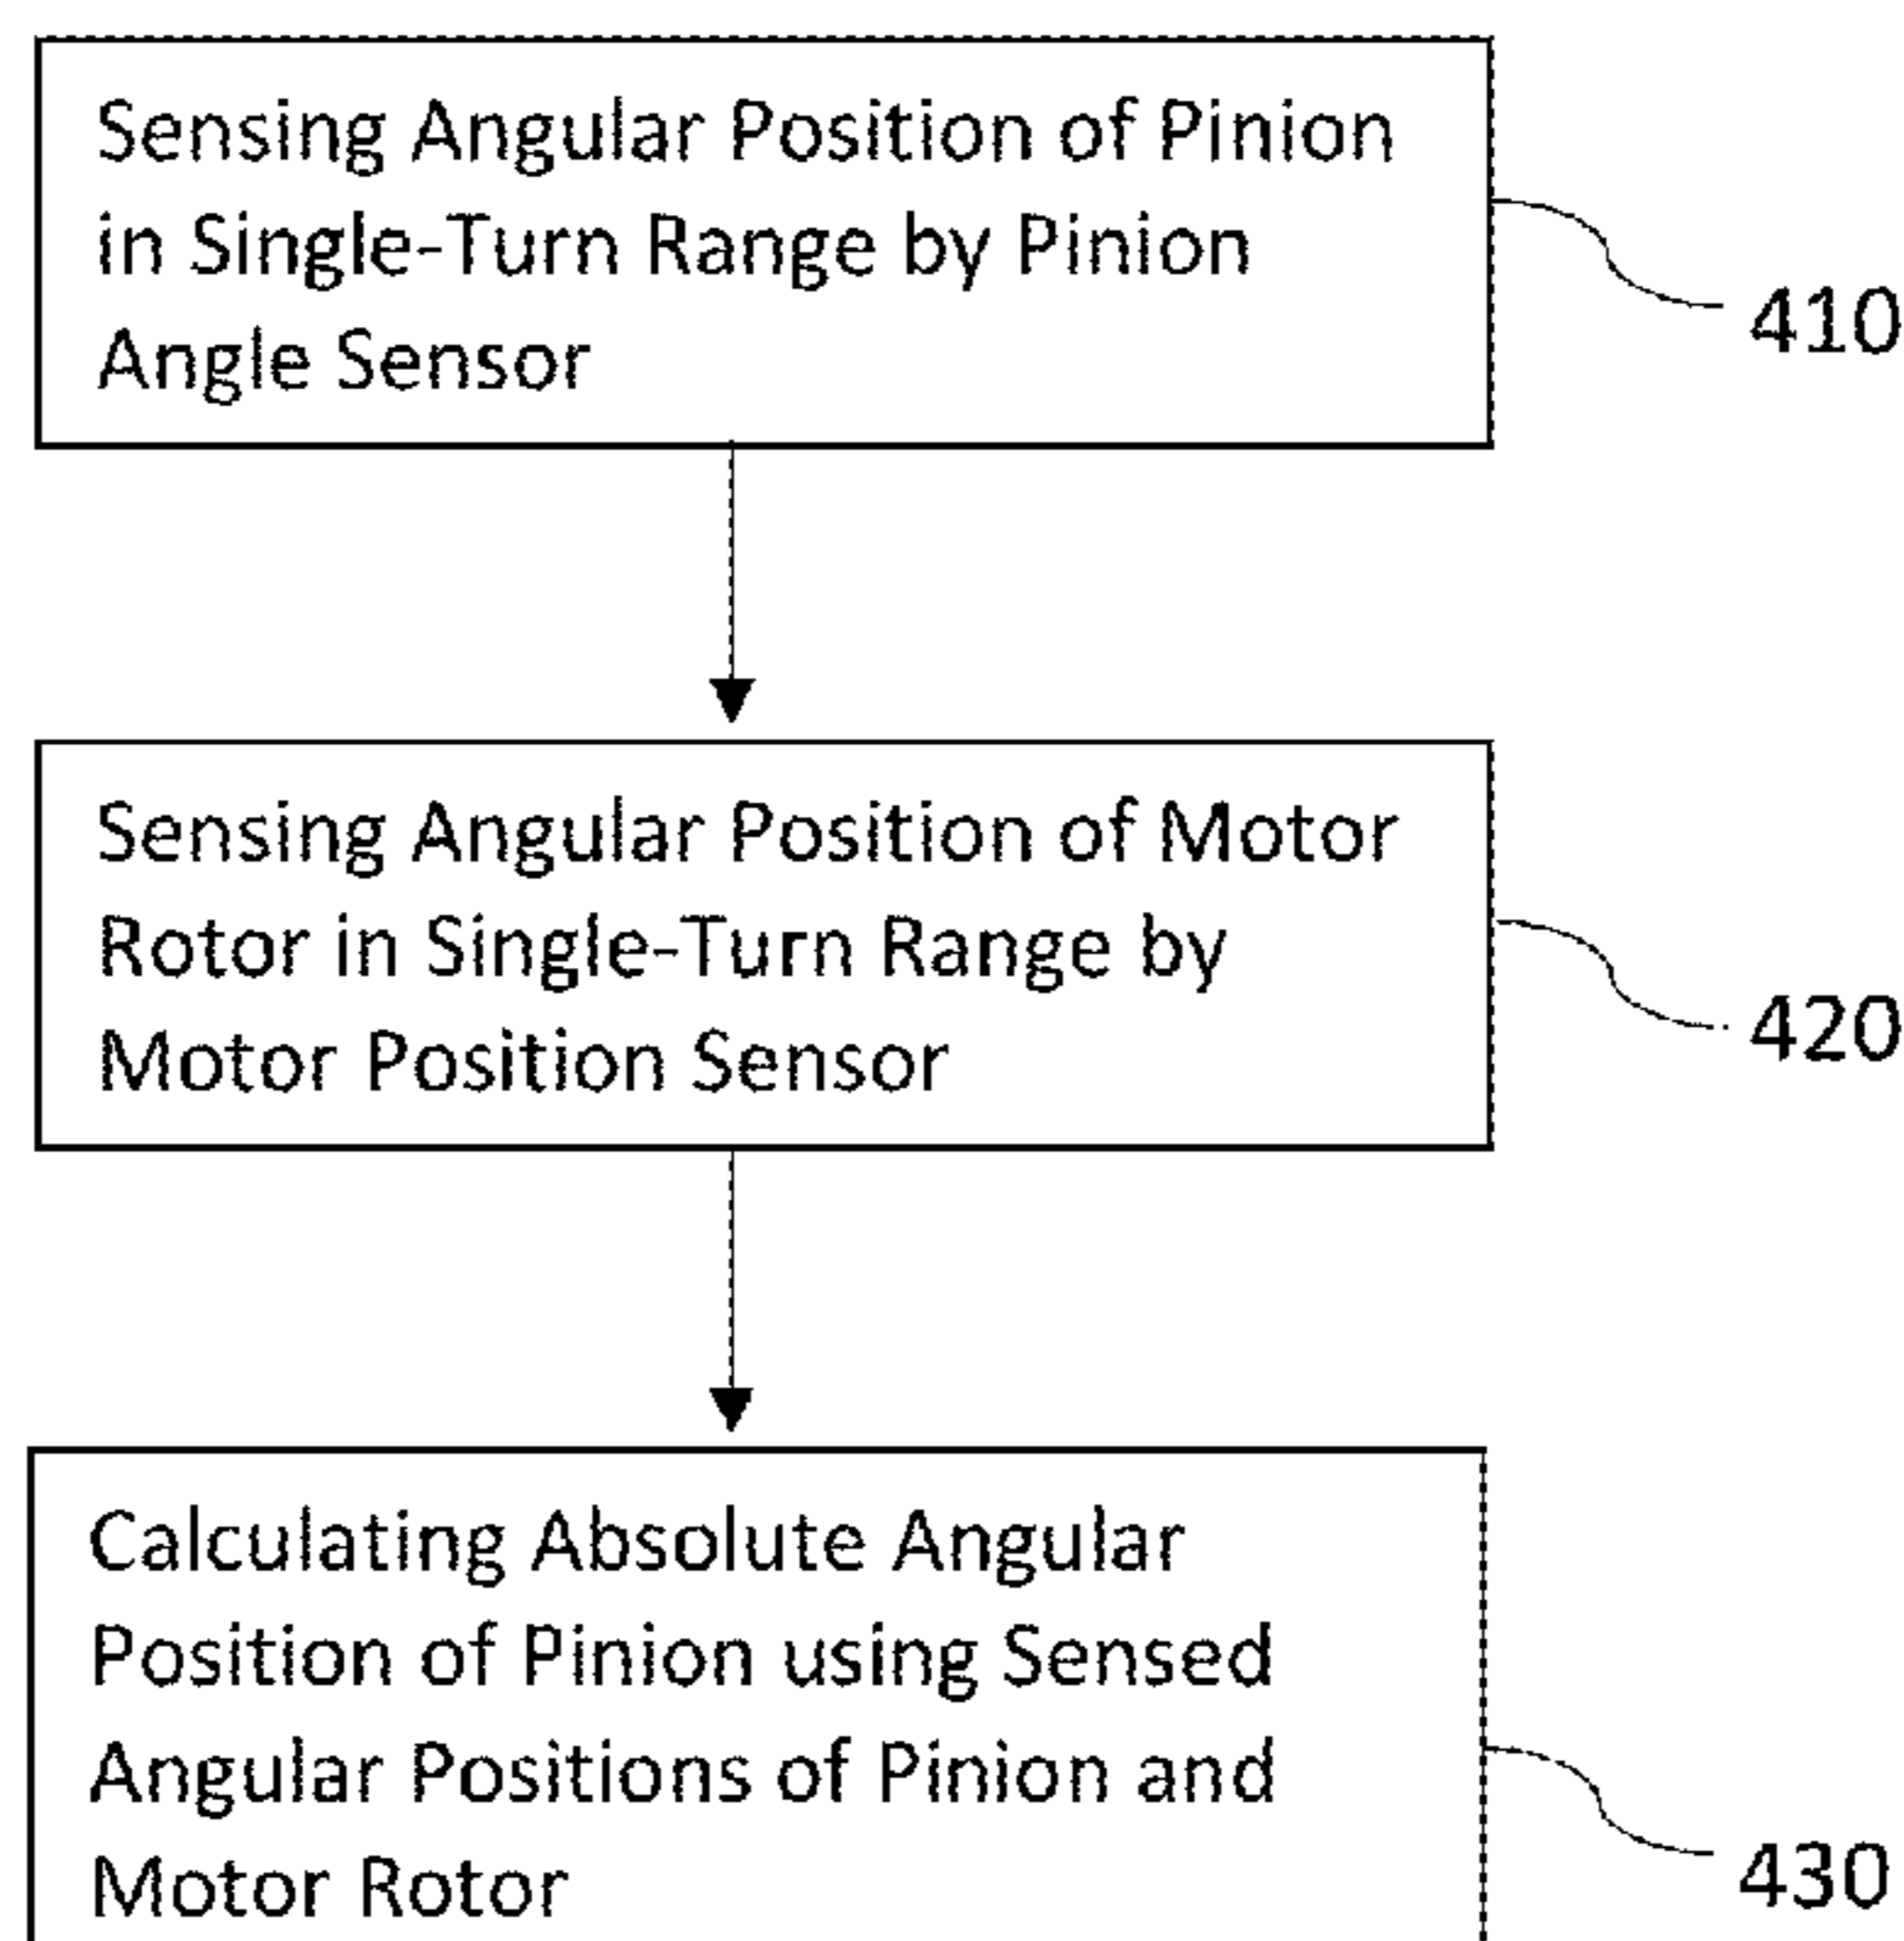 Sensing Angular Position of Pinion
in Single-Turn Range by Pinion
Angle Sensor
410
Sensing Angular Position of Motor
Rotor in Single-Turn Range by
Motor Position Sensor
420
Calculating Absolute Angular
Position of Pinion using Sensed
Angular Positions of Pinion and
Motor Rotor
430